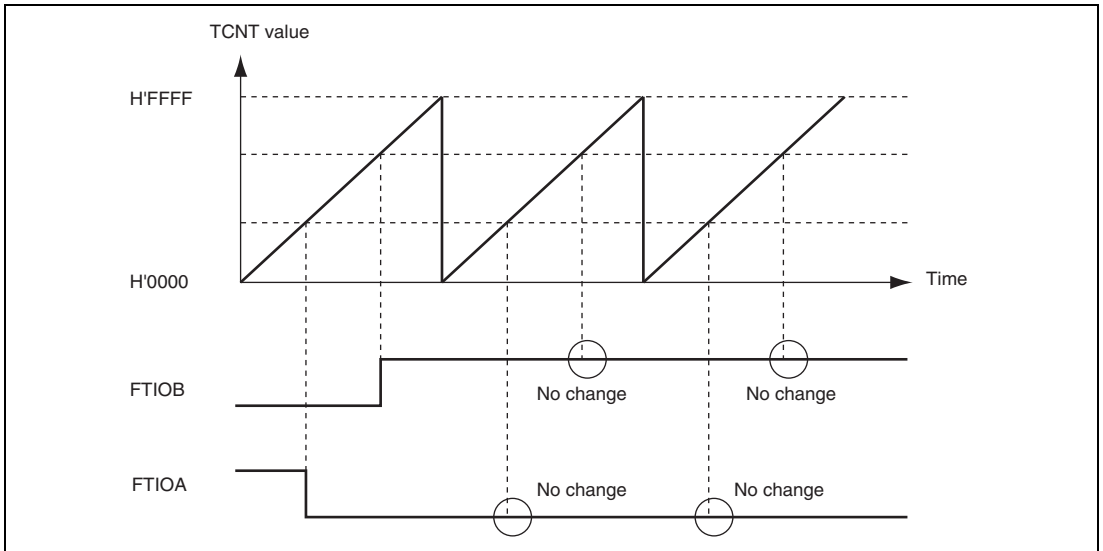 TCNT value
H'FFFF
H'0000
Time
FTIOB
No change
No change
FTIOA
No change
No change